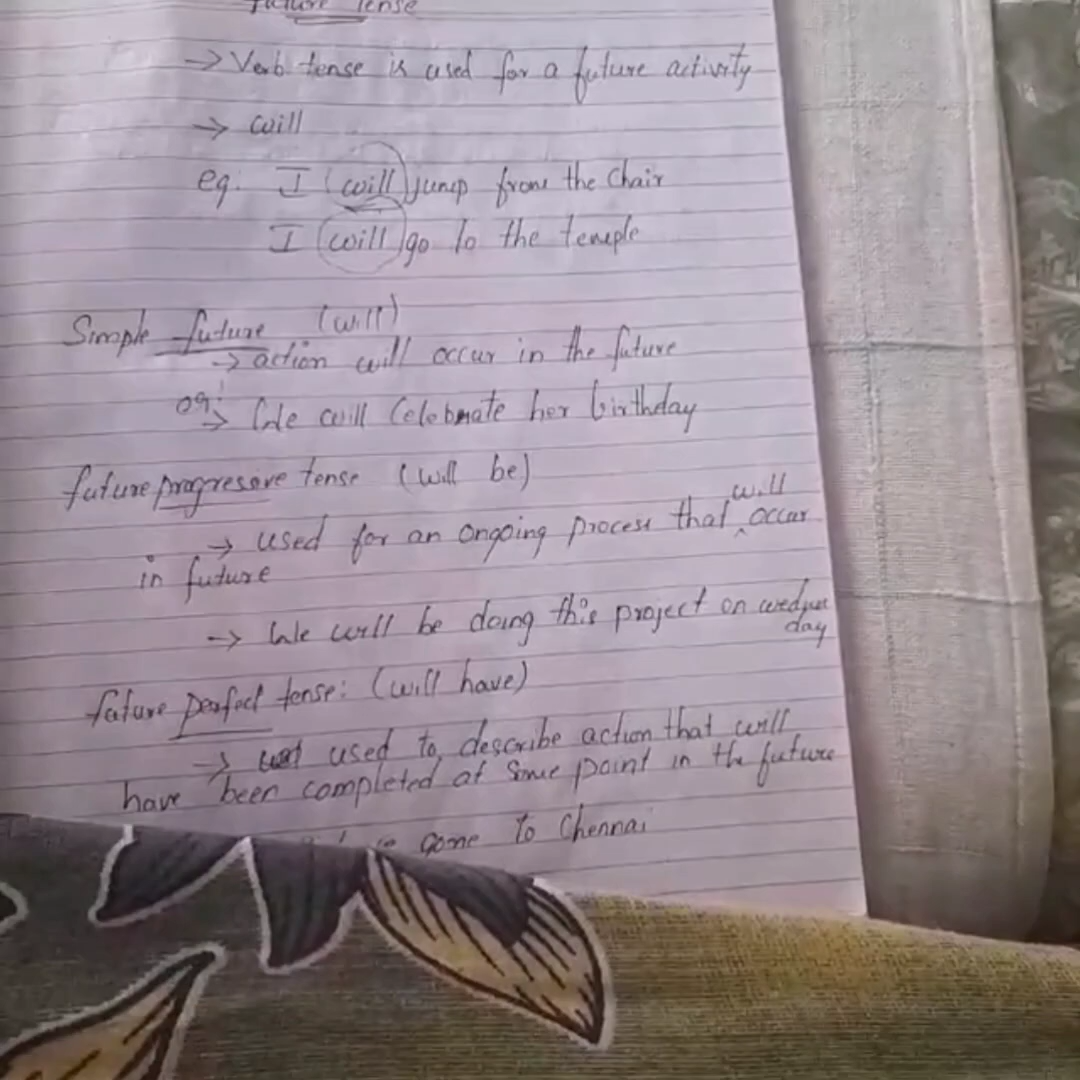 future tense
→ Verb tense is used for a future activity
→ will
eg. I will jump from the chair
I will go to the temple
Simple future (will)
→ action will occur in the future
→ We will Celebrate her birthday
future progressive tense (will be)
→ used for an ongoing process that will occur
in future
→ We will be doing this project on
day
future perfect tense: (will have)
→ used to describe action that will
have been completed at some point in the future
gone to Chennai